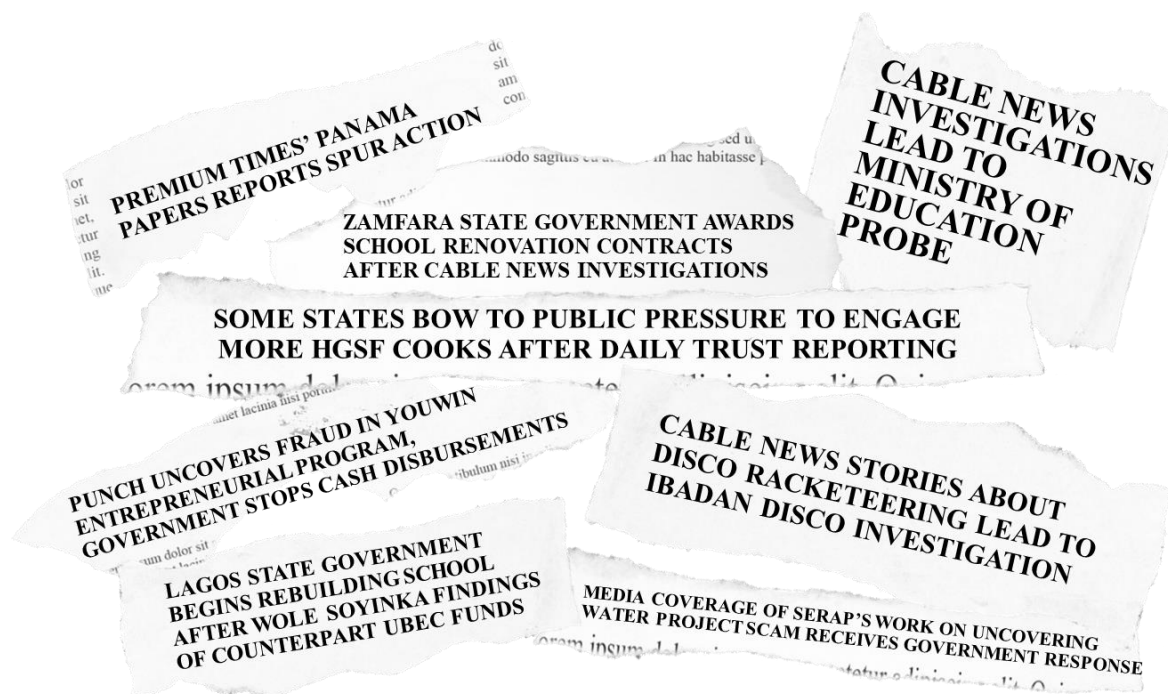 PREMIUM TIMES’ PANAMA
PAPERS REPORTS SPUR ACTION
ZAMFARA STATE GOVERNMENT AWARDS
SCHOOL RENOVATION CONTRACTS
AFTER CABLE NEWS INVESTIGATIONS
CABLE NEWS
INVESTIGATIONS
LEAD TO
MINISTRY OF
EDUCATION
PROBE
SOME STATES BOW TO PUBLIC PRESSURE TO ENGAGE
MORE HGSF COOKS AFTER DAILY TRUST REPORTING
PUNCH UNCOVERS FRAUD IN YOUWIN
ENTREPRENEURIAL PROGRAM,
GOVERNMENT STOPS CASH DISBURSEMENTS
CABLE NEWS STORIES ABOUT
DISCO RACKETEERING LEAD TO
IBADAN DISCO INVESTIGATION
LAGOS STATE GOVERNMENT
BEGINS REBUILDING SCHOOL
AFTER WOLE SOYINKA FINDINGS
OF COUNTERPART UBEC FUNDS
MEDIA COVERAGE OF SERAP’S WORK ON UNCOVERING
WATER PROJECT SCAM RECEIVES GOVERNMENT RESPONSE